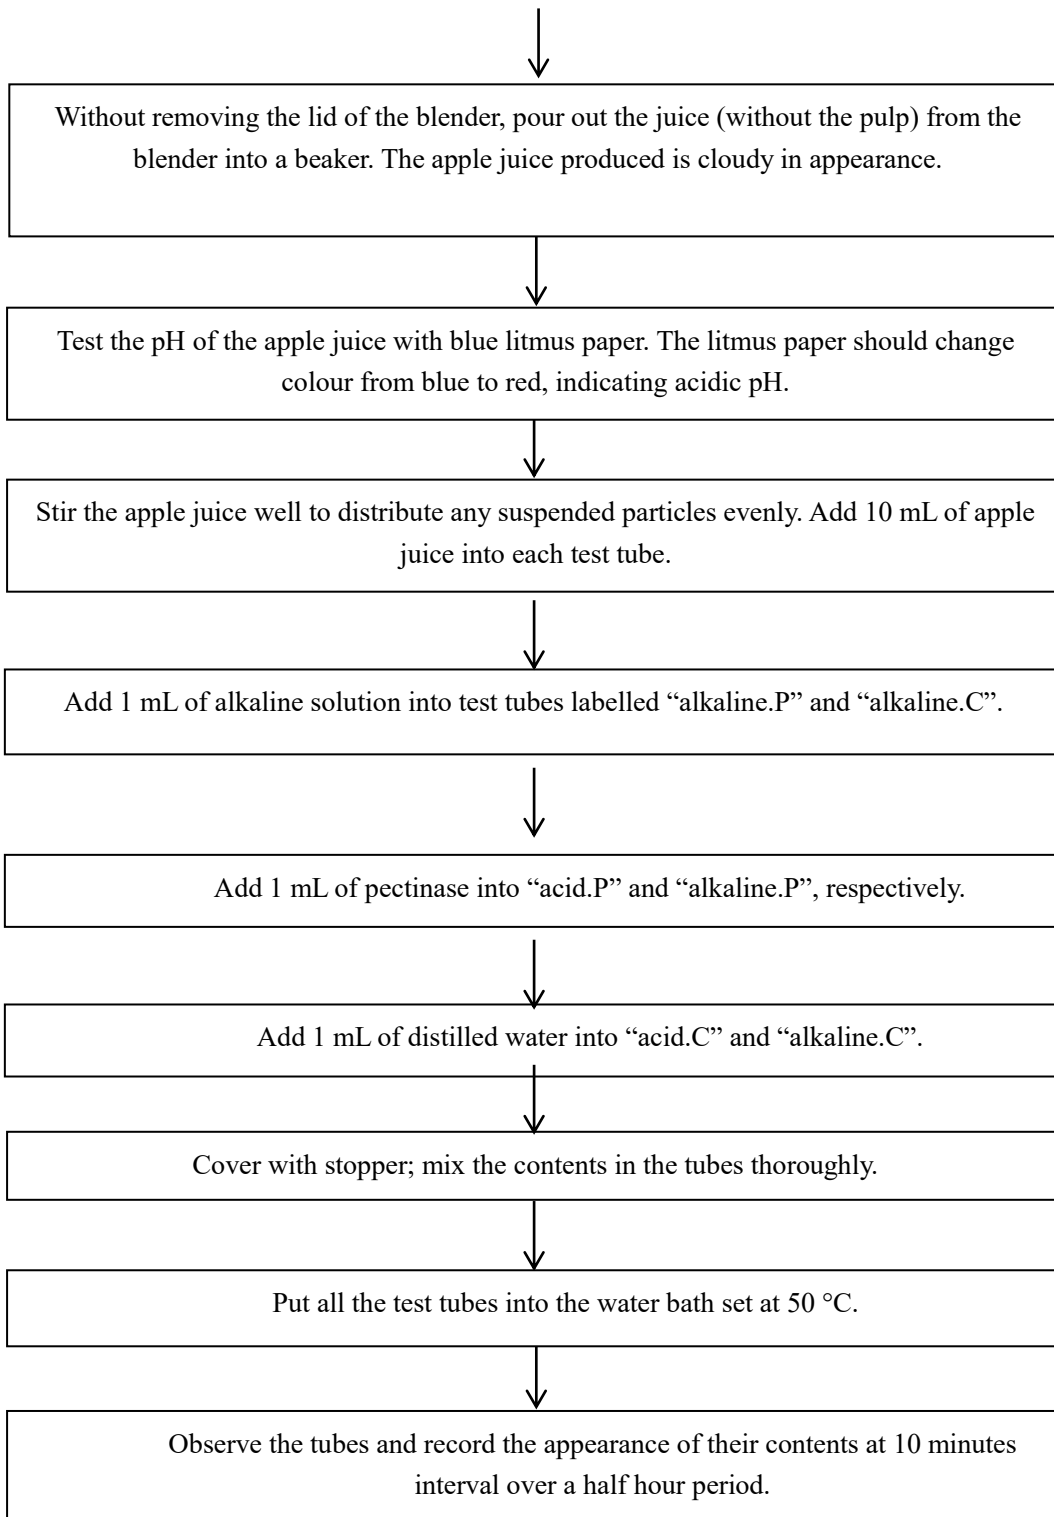 Without removing the lid of the blender, pour out the juice (without the pulp) from the
blender into a beaker. The apple juice produced is cloudy in appearance.
Test the pH of the apple juice with blue litmus paper. The litmus paper should change
colour from blue to red, indicating acidic pH.
Stir the apple juice well to distribute any suspended particles evenly. Add 10 mL of apple
juice into each test tube.
Add 1 mL of alkaline solution into test tubes labelled “alkaline.P” and “alkaline.C”.
Add 1 mL of pectinase into “acid.P” and “alkaline.P”, respectively.
Add 1 mL of distilled water into “acid.C” and “alkaline.C”.
Cover with stopper; mix the contents in the tubes thoroughly.
Put all the test tubes into the water bath set at 50 °C.
Observe the tubes and record the appearance of their contents at 10 minutes
interval over a half hour period.